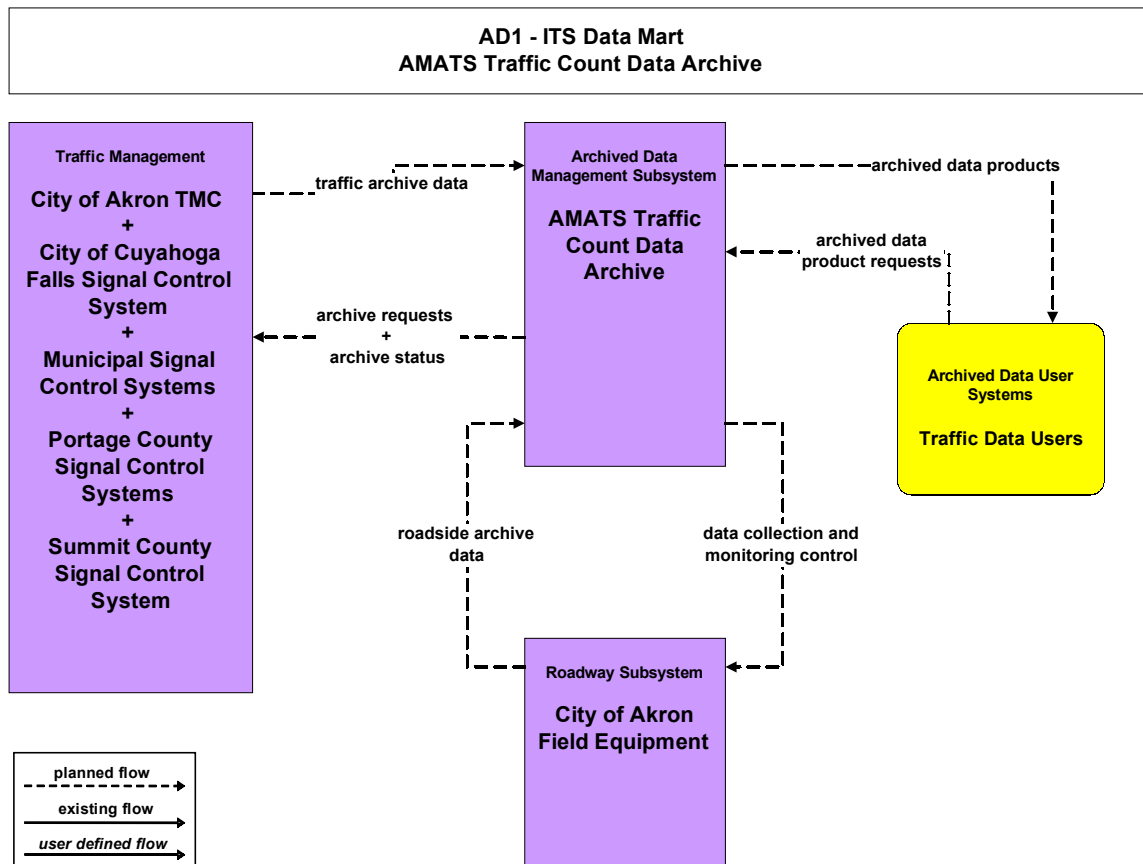 AD1 - ITS Data Mart
AMATS Traffic Count Data Archive
Traffic Management
City of Akron TMC
+
City of Cuyahoga
Falls Signal Control
System
+
Municipal Signal
Control Systems
+
Portage County
Signal Control
Systems
+
Summit County
Signal Control
System
traffic archive data
archive requests
+
archive status
Archived Data
Management Subsystem
AMATS Traffic
Count Data
Archive
archived data products
archived data
product requests
Archived Data User
Systems
Traffic Data Users
roadside archive
data
data collection and
monitoring control
Roadway Subsystem
City of Akron
Field Equipment
planned flow
existing flow
user defined flow